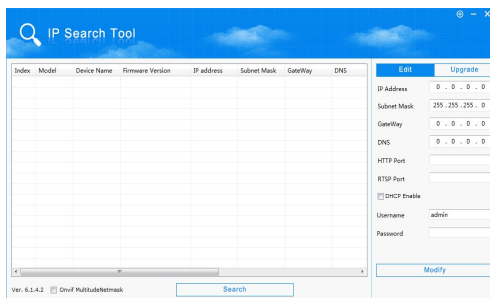 IP Search Tool
Index Model Device Name Firmware Version IP address Subnet Mask GateWay DNS
Edit Upgrade
IP Address 0 . 0 . 0 . 0
Subnet Mask 255 . 255 . 255 . 0
GateWay 0 . 0 . 0 . 0
DNS 0 . 0 . 0 . 0
HTTP Port
RTSP Port
DHCP Enable
Username admin
Password
Modify
Ver. 6.1.4.2 Onvif MultitudeNetmask Search